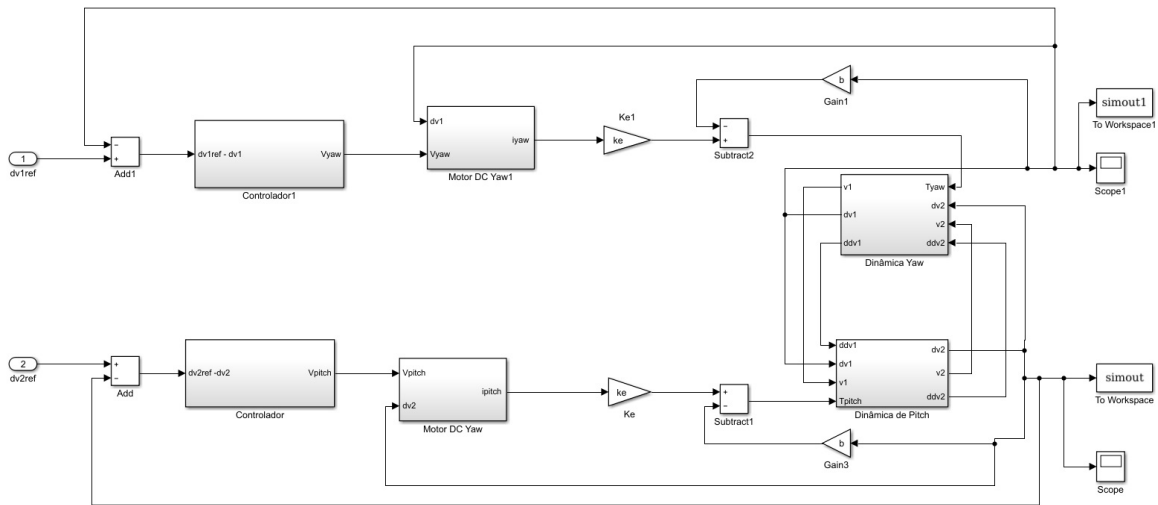 1
dv1ref
−
+
Add1
dv1ref - dv1
Vyaw
Controlador1
dv1
Vyaw
iyaw
Motor DC Yaw1
Ke1
ke
−
+
Subtract2
b
Gain1
simout1
To Workspace1
Scope1
v1
dv1
ddv1
Tyaw
dv2
v2
ddv2
Dinâmica Yaw
2
dv2ref
+
−
Add
dv2ref -dv2
Vpitch
Controlador
Vpitch
dv2
ipitch
Motor DC Yaw
ke
Ke
+
−
Subtract1
ddv1
dv1
v1
Tpitch
dv2
v2
ddv2
Dinâmica de Pitch
b
Gain3
simout
To Workspace
Scope